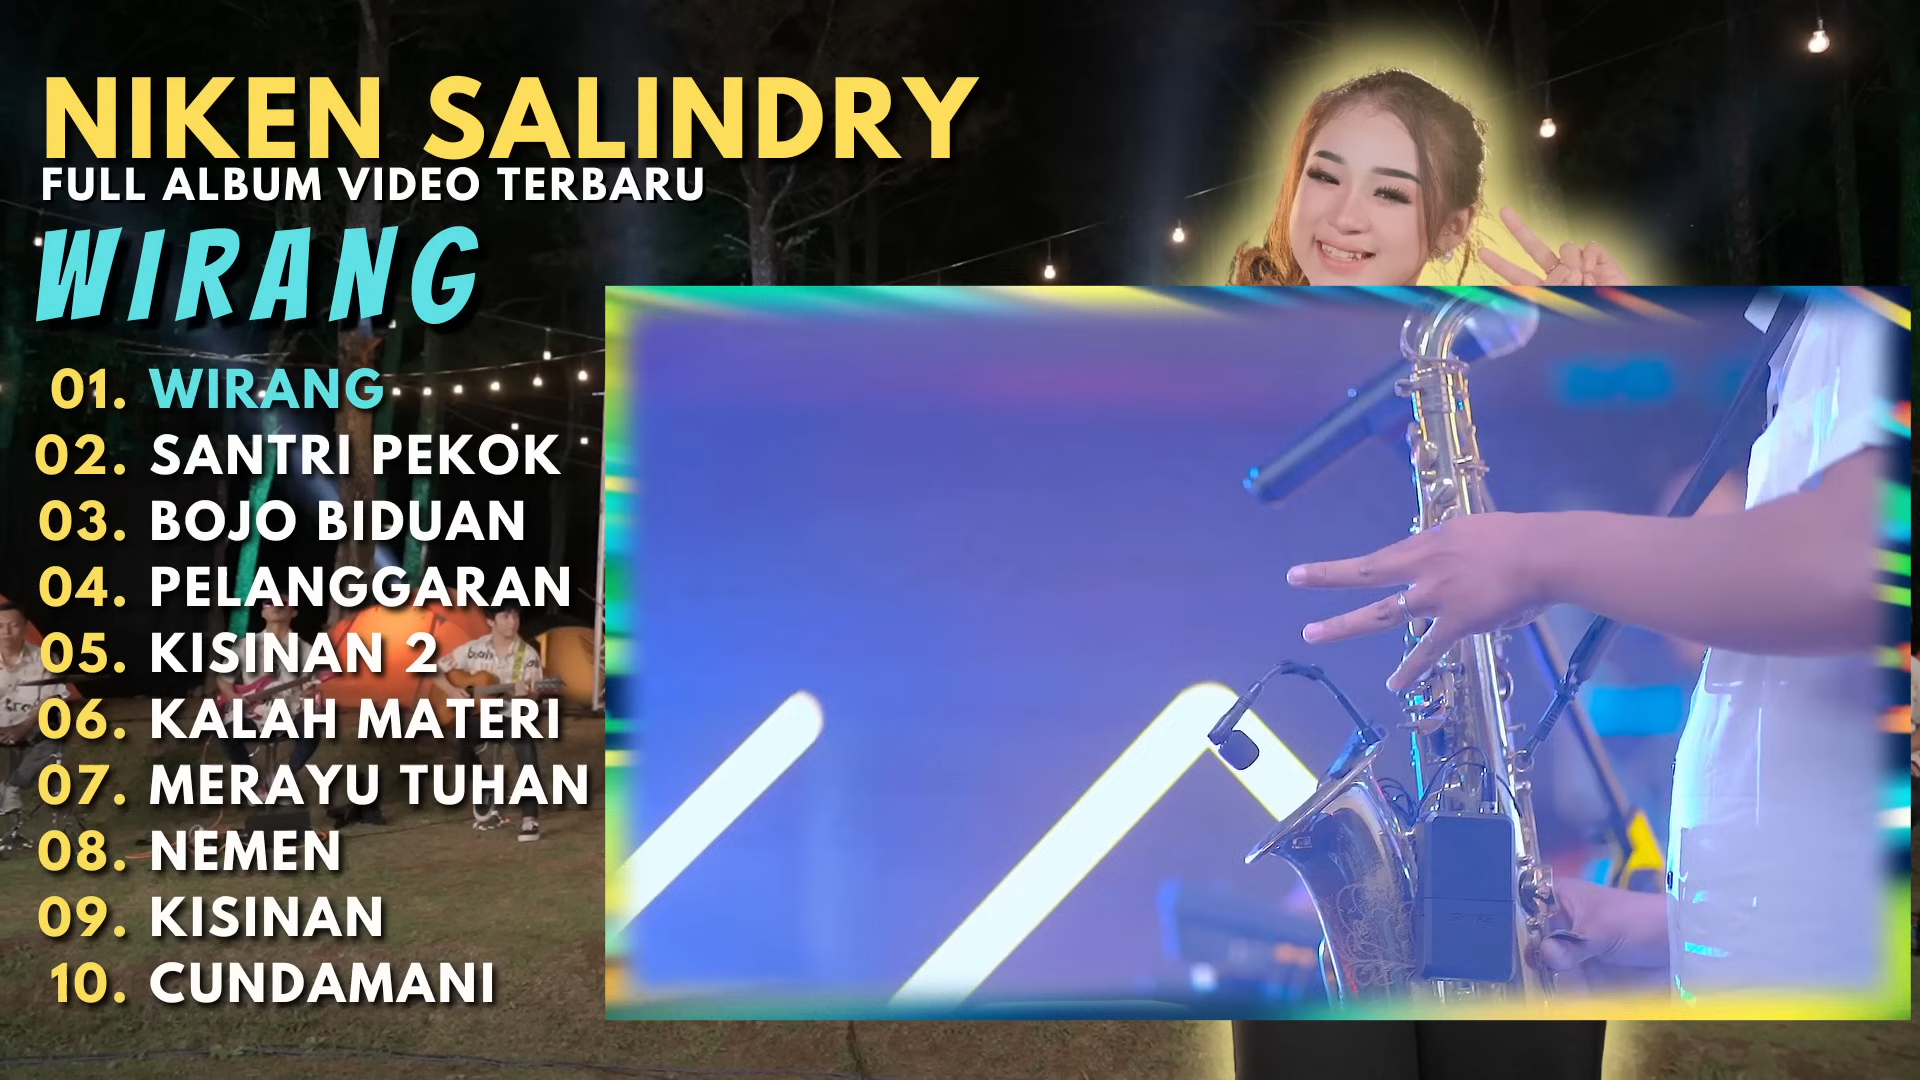 NIKEN SALINDRY
FULL ALBUM VIDEO TERBARU
WIRANG
01. WIRANG
02. SANTRI PEKOK
03. BOJO BIDUAN
04. PELANGGARAN
05. KISINAN 2
06. KALAH MATERI
07. MERAYU TUHAN
08. NEMEN
09. KISINAN
10. CUNDAMANI